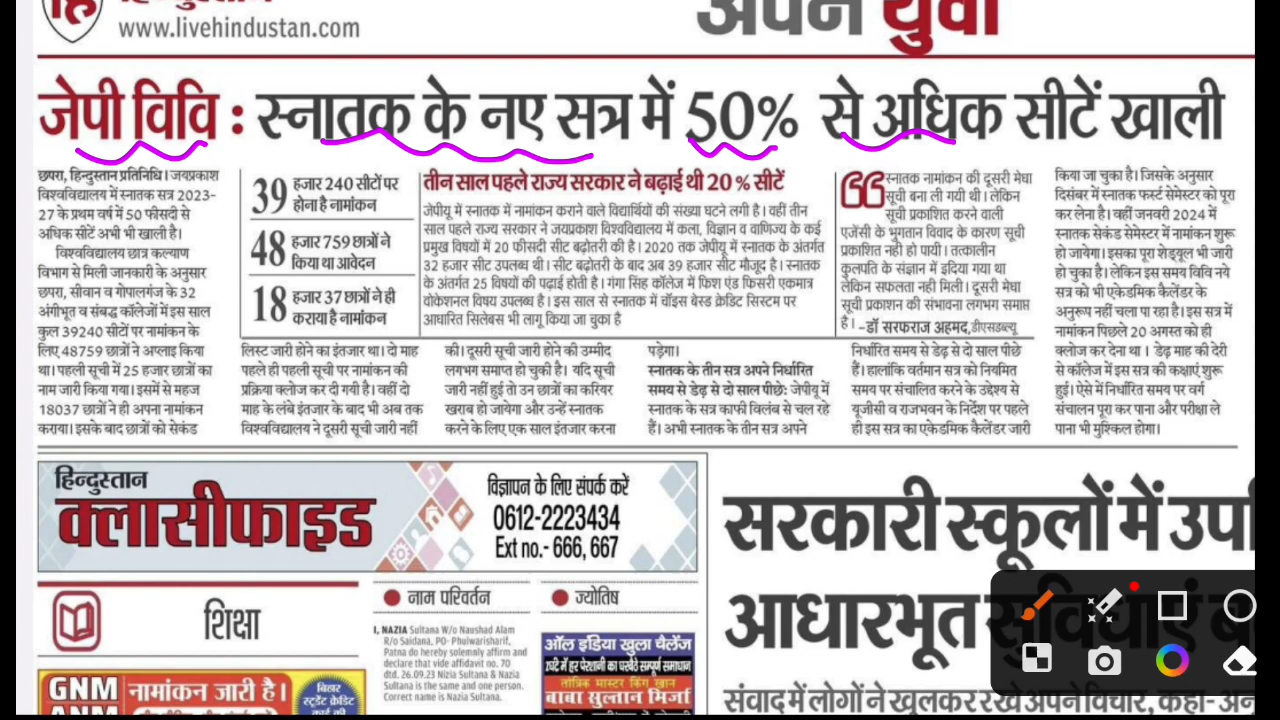 www.livehindustan.com
अपने युवा
जेपी विवि : स्नातक के नए सत्र में 50% से अधिक सीटें खाली
छपरा, हिन्दुस्तान प्रतिनिधि। जयप्रकाश
विश्वविद्यालय में स्नातक सत्र 2023-
27 के प्रथम वर्ष में 50 फीसदी से
अधिक सीटें अभी भी खाली है।
विश्वविद्यालय छात्र कल्याण
विभाग से मिली जानकारी के अनुसार
छपरा, सीवान व गोपालगंज के 32
अंगीभूत व संबद्ध कॉलेजों में इस साल
कुल 39240 सीटों पर नामांकन के
लिए 48759 छात्रों ने अप्लाइ किया
था। पहली सूची में 25 हजार छात्रों का
नाम जारी किया गया। इसमें से महज
18037 छात्रों ने ही अपना नामांकन
कराया। इसके बाद छात्रों को सेकंड
39 हजार 240 सीटों पर
होना है नामांकन
48 हजार 759 छात्रों ने
किया था आवेदन
18 हजार 37 छात्रों ने ही
कराया है नामांकन
तीन साल पहले राज्य सरकार ने बढ़ाई थी 20 % सीटें
जेपीयू में स्नातक में नामांकन कराने वाले विद्यार्थियों की संख्या घटने लगी है। वहीं तीन
साल पहले राज्य सरकार ने जयप्रकाश विश्वविद्यालय में कला, विज्ञान व वाणिज्य के कई
प्रमुख विषयों में 20 फीसदी सीट बढ़ोतरी की है। 2020 तक जेपीयू में स्नातक के अंतर्गत
32 हजार सीट उपलब्ध थी। सीट बढ़ोतरी के बाद अब 39 हजार सीट मौजूद है। स्नातक
के अंतर्गत 25 विषयों की पढ़ाई होती है। गंगा सिंह कॉलेज में फिश एंड फिसरी एकमात्र
वोकेशनल विषय उपलब्ध है। इस साल से स्नातक में चॉइस बेस्ड क्रेडिट सिस्टम पर
आधारित सिलेबस भी लागू किया जा चुका है
स्नातक नामांकन की दूसरी मेधा
सूची बना ली गयी थी। लेकिन
सूची प्रकाशित करने वाली
एजेंसी के भुगतान विवाद के कारण सूची
प्रकाशित नही हो पायी। तत्कालीन
कुलपति के संज्ञान में इदिया गया था
लेकिन सफलता नही मिली। दूसरी मेधा
सूची प्रकाशन की संभावना लगभग समाप्त
है। -डॉ सरफराज अहमद, डीएसडब्ल्यू
लिस्ट जारी होने का इंतजार था। दो माह
पहले ही पहली सूची पर नामांकन की
प्रक्रिया क्लोज कर दी गयी है। वहीं दो
माह के लंबे इंतजार के बाद भी अब तक
विश्वविद्यालय ने दूसरी सूची जारी नहीं
की। दूसरी सूची जारी होने की उम्मीद
लगभग समाप्त हो चुकी है। यदि सूची
जारी नहीं हुई तो उन छात्रों का करियर
खराब हो जायेगा और उन्हें स्नातक
करने के लिए एक साल इंतजार करना
पड़ेगा।
स्नातक के तीन सत्र अपने निर्धारित
समय से डेढ़ से दो साल पीछे: जेपीयू में
स्नातक के सत्र काफी विलंब से चल रहे
हैं। अभी स्नातक के तीन सत्र अपने
निर्धारित समय से डेढ़ से दो साल पीछे
हैं। हालांकि वर्तमान सत्र को नियमित
समय पर संचालित करने के उद्देश्य से
यूजीसी व राजभवन के निर्देश पर पहले
ही इस सत्र का एकेडमिक कैलेंडर जारी
किया जा चुका है। जिसके अनुसार
दिसंबर में स्नातक फर्स्ट सेमेस्टर को पूरा
कर लेना है। वहीं जनवरी 2024 में
स्नातक सेकंड सेमेस्टर में नामांकन शुरू
हो जायेगा। इसका पूरा शेड्यूल भी जारी
हो चुका है। लेकिन इस समय विवि नये
सत्र को भी एकेडमिक कैलेंडर के
अनुरूप नहीं चला पा रहा है। इस सत्र में
नामांकन पिछले 20 अगस्त को ही
क्लोज कर देना था । डेढ़ माह की देरी
से कॉलेज में इस सत्र की कक्षाएं शुरू
हुई। ऐसे में निर्धारित समय पर वर्ग
संचालन पूरा कर पाना और परीक्षा ले
पाना भी मुश्किल होगा।
हिन्दुस्तान
क्लासीफाइड
विज्ञापन के लिए संपर्क करें
0612-2223434
Ext no.- 666, 667
शिक्षा
GNM नामांकन जारी है।
ANM
बिहार
स्टूडेंट क्रेडिट
नाम परिवर्तन
I, NAZIA Sultana W/o Naushad Alam
R/o Saidana, PO- Phulwarisharif,
Patna do hereby solemnly affirm and
declare that vide affidavit no. 70
dtd. 26.09.23 Nizia Sultana & Nazia
Sultana is the same and one person.
Correct name is Nazia Sultana.
ज्योतिष
ऑल इंडिया खुला चैलेंज
घंटे में हर परेशानी का घर बैठे सम्पूर्ण समाधान
तांत्रिक मास्टर किंग खान
बाबा सुल्तान मिर्जा
सरकारी स्कूलों में
आधारभूत
संवाद में लोगों ने खुलकर रखे अपने विचार, कहा-